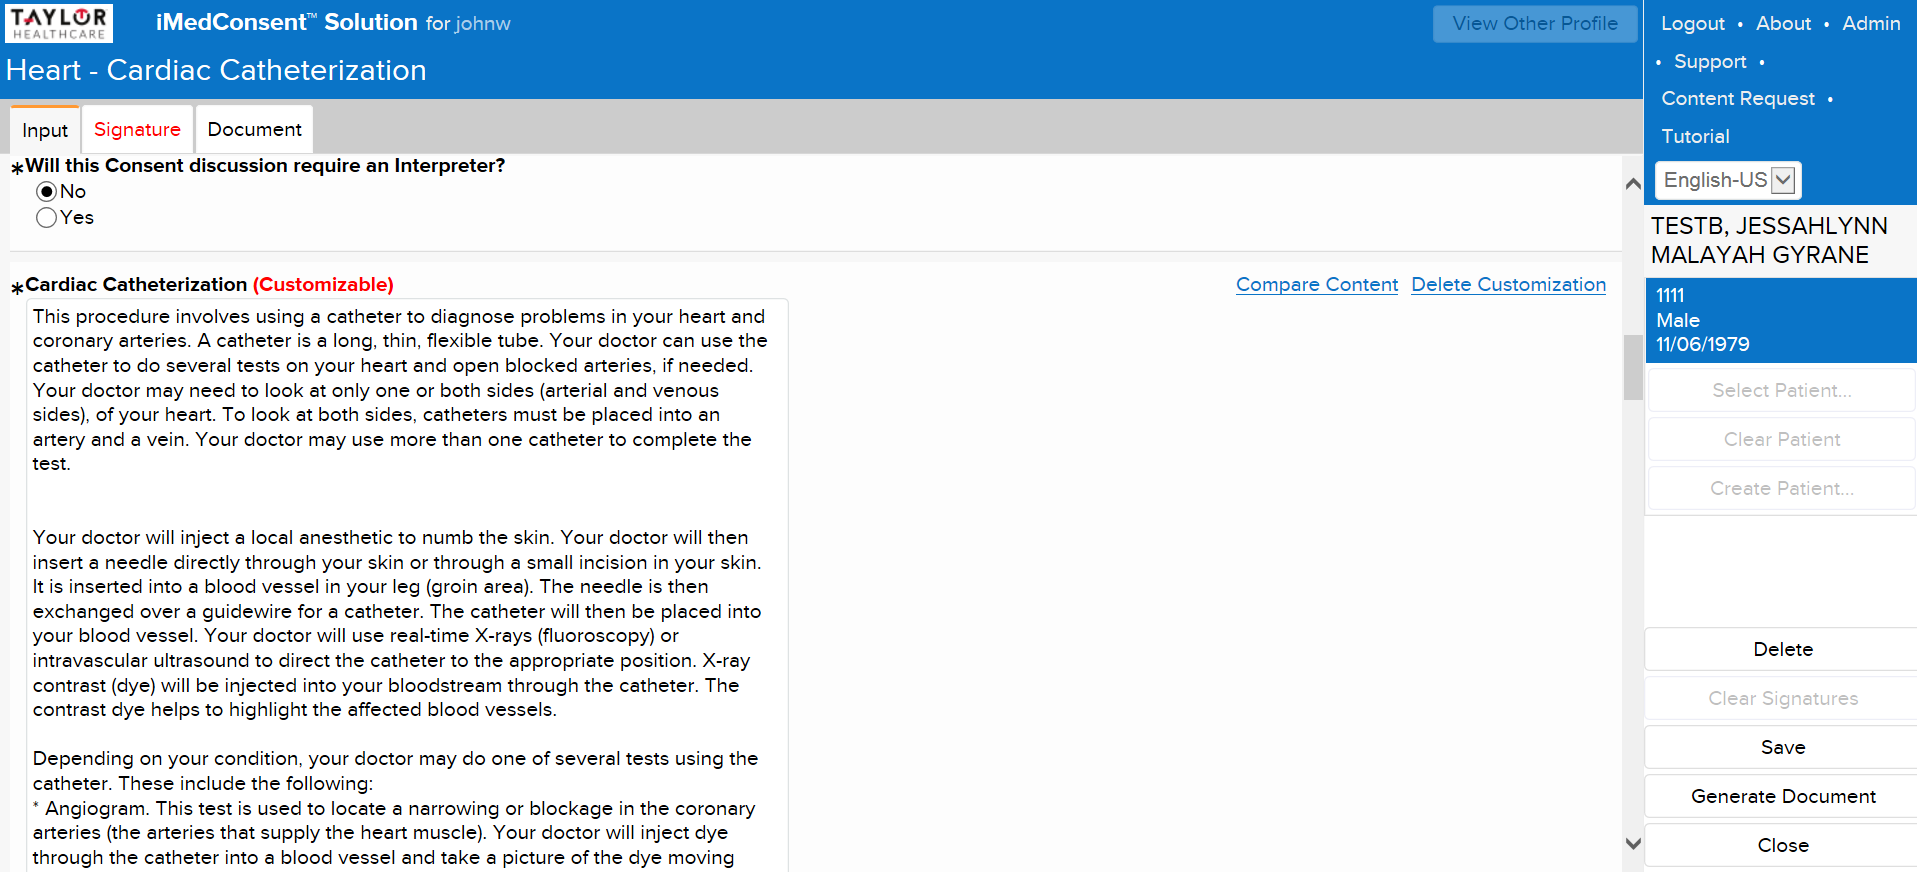 TAYLOR
HEALTHCARE
iMedConsent™ Solution for johnw
View Other Profile
Heart - Cardiac Catheterization
Logout • About • Admin
• Support •
Content Request •
Tutorial
English-US
Input
Signature
Document
*Will this Consent discussion require an Interpreter?
No
Yes
*Cardiac Catheterization (Customizable)
Compare Content
Delete Customization
This procedure involves using a catheter to diagnose problems in your heart and
coronary arteries. A catheter is a long, thin, flexible tube. Your doctor can use the
catheter to do several tests on your heart and open blocked arteries, if needed.
Your doctor may need to look at only one or both sides (arterial and venous
sides), of your heart. To look at both sides, catheters must be placed into an
artery and a vein. Your doctor may use more than one catheter to complete the
test.
Your doctor will inject a local anesthetic to numb the skin. Your doctor will then
insert a needle directly through your skin or through a small incision in your skin.
It is inserted into a blood vessel in your leg (groin area). The needle is then
exchanged over a guidewire for a catheter. The catheter will then be placed into
your blood vessel. Your doctor will use real-time X-rays (fluoroscopy) or
intravascular ultrasound to direct the catheter to the appropriate position. X-ray
contrast (dye) will be injected into your bloodstream through the catheter. The
contrast dye helps to highlight the affected blood vessels.
Depending on your condition, your doctor may do one of several tests using the
catheter. These include the following:
* Angiogram. This test is used to locate a narrowing or blockage in the coronary
arteries (the arteries that supply the heart muscle). Your doctor will inject dye
through the catheter into a blood vessel and take a picture of the dye moving
TESTB, JESSAHLYNN
MALAYAH GYRANE
1111
Male
11/06/1979
Select Patient...
Clear Patient
Create Patient...
Delete
Clear Signatures
Save
Generate Document
Close